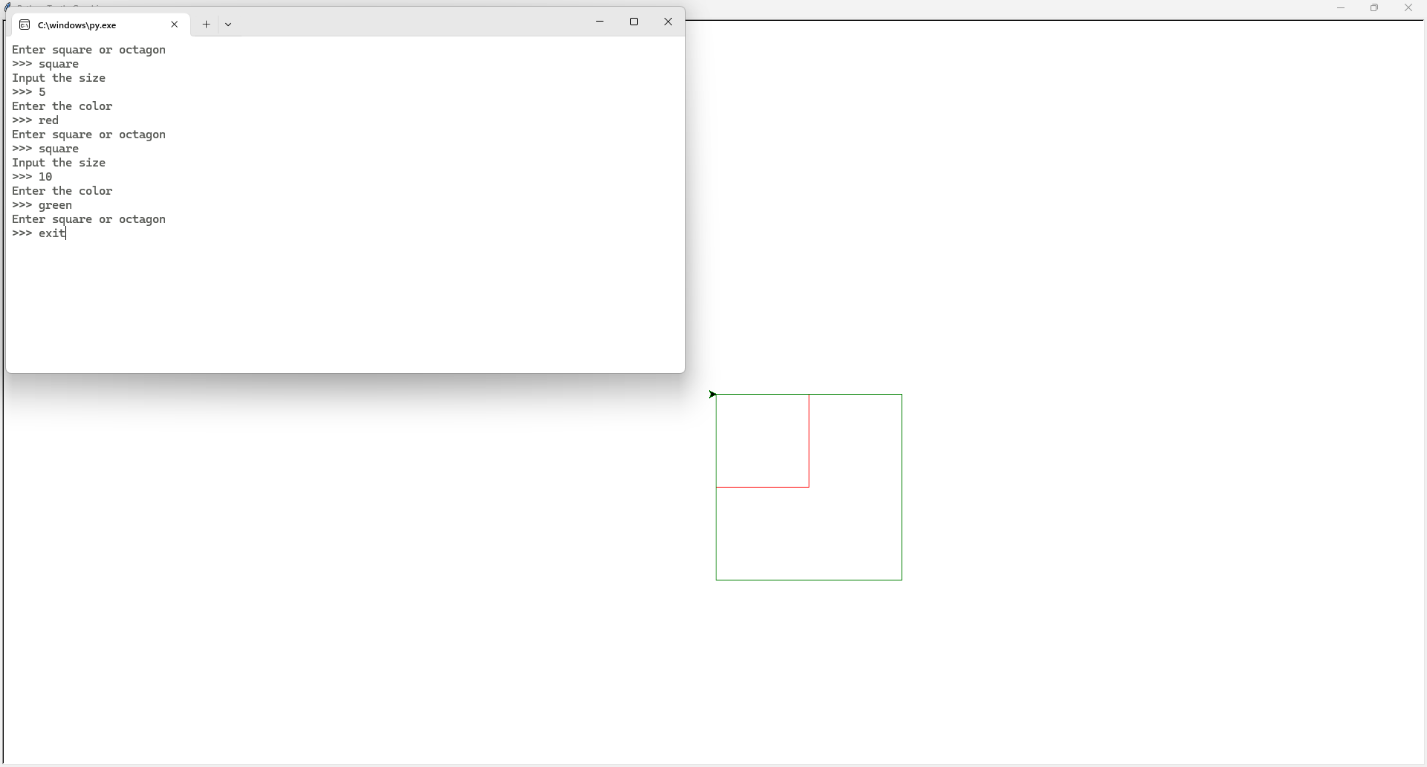 C:\windows\py.exe
Enter square or octagon
>>> square
Input the size
>>> 5
Enter the color
>>> red
Enter square or octagon
>>> square
Input the size
>>> 10
Enter the color
>>> green
Enter square or octagon
>>> exit